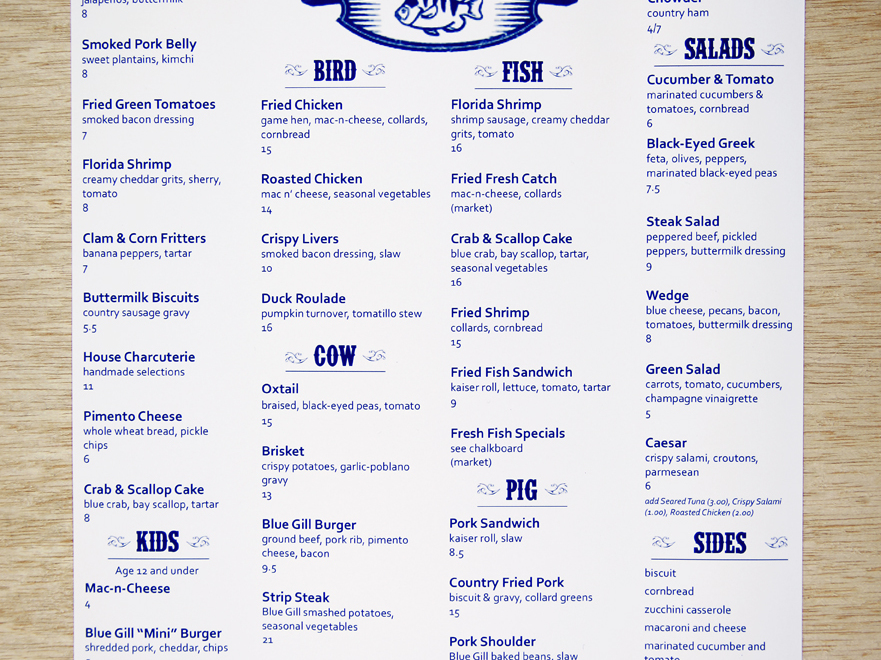 jalapeños, buttermilk
8
Smoked Pork Belly
sweet plantains, kimchi
8
Fried Green Tomatoes
smoked bacon dressing
7
Florida Shrimp
creamy cheddar grits, sherry,
tomato
8
Clam & Corn Fritters
banana peppers, tartar
7
Buttermilk Biscuits
country sausage gravy
5.5
House Charcuterie
handmade selections
11
Pimento Cheese
whole wheat bread, pickle
chips
6
Crab & Scallop Cake
blue crab, bay scallop, tartar
8
KIDS
Age 12 and under
Mac-n-Cheese
4
Blue Gill “Mini” Burger
shredded pork, cheddar, chips
BIRD
Fried Chicken
game hen, mac-n-cheese, collards,
cornbread
15
Roasted Chicken
mac n’ cheese, seasonal vegetables
14
Crispy Livers
smoked bacon dressing, slaw
10
Duck Roulade
pumpkin turnover, tomatillo stew
16
COW
Oxtail
braised, black-eyed peas, tomato
15
Brisket
crispy potatoes, garlic-poblano
gravy
13
Blue Gill Burger
ground beef, pork rib, pimento
cheese, bacon
9.5
Strip Steak
Blue Gill smashed potatoes,
seasonal vegetables
21
FISH
Florida Shrimp
shrimp sausage, creamy cheddar
grits, tomato
16
Fried Fresh Catch
mac-n-cheese, collards
(market)
Crab & Scallop Cake
blue crab, bay scallop, tartar,
seasonal vegetables
16
Fried Shrimp
collards, cornbread
15
Fried Fish Sandwich
kaiser roll, lettuce, tomato, tartar
9
Fresh Fish Specials
see chalkboard
(market)
PIG
Pork Sandwich
kaiser roll, slaw
8.5
Country Fried Pork
biscuit & gravy, collard greens
15
Pork Shoulder
Blue Gill baked beans, slaw
Chowder
country ham
4/7
SALADS
Cucumber & Tomato
marinated cucumbers &
tomatoes, cornbread
6
Black-Eyed Greek
feta, olives, peppers,
marinated black-eyed peas
7.5
Steak Salad
peppered beef, pickled
peppers, buttermilk dressing
9
Wedge
blue cheese, pecans, bacon,
tomatoes, buttermilk dressing
8
Green Salad
carrots, tomato, cucumbers,
champagne vinaigrette
5
Caesar
crispy salami, croutons,
parmesean
6
add Seared Tuna (3.00), Crispy Salami
(1.00), Roasted Chicken (2.00)
SIDES
biscuit
cornbread
zucchini casserole
macaroni and cheese
marinated cucumber and
tomato